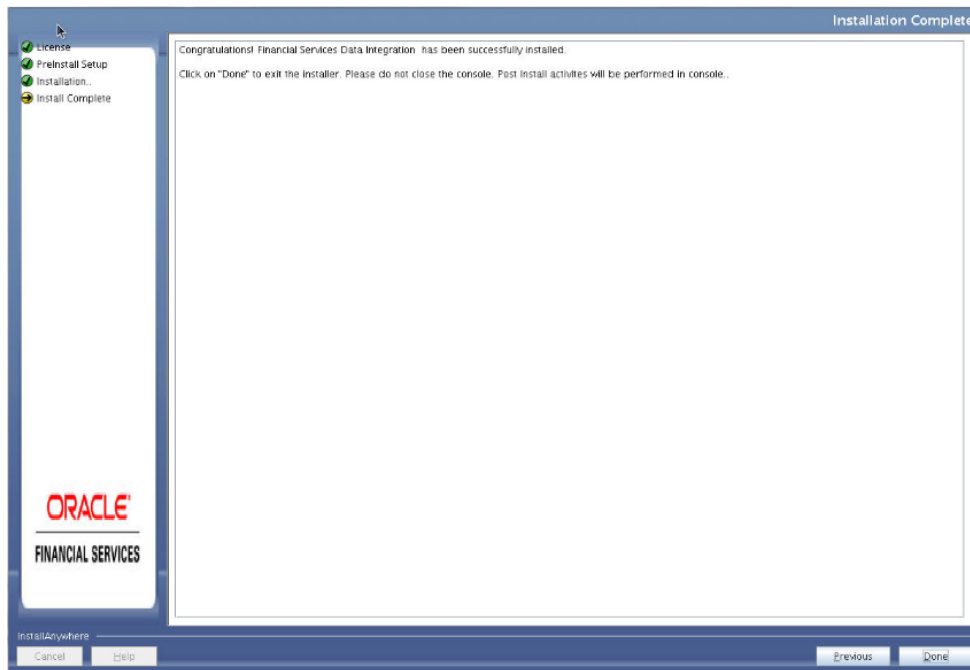 Installation Complete
License
PreInstall Setup
Installation..
Install Complete
Congratulations! Financial Services Data Integration has been successfully installed.
Click on "Done" to exit the installer. Please do not close the console. Post Install activites will be performed in console..
ORACLE
FINANCIAL SERVICES
InstallAnywhere
Cancel
Help
Previous
Done